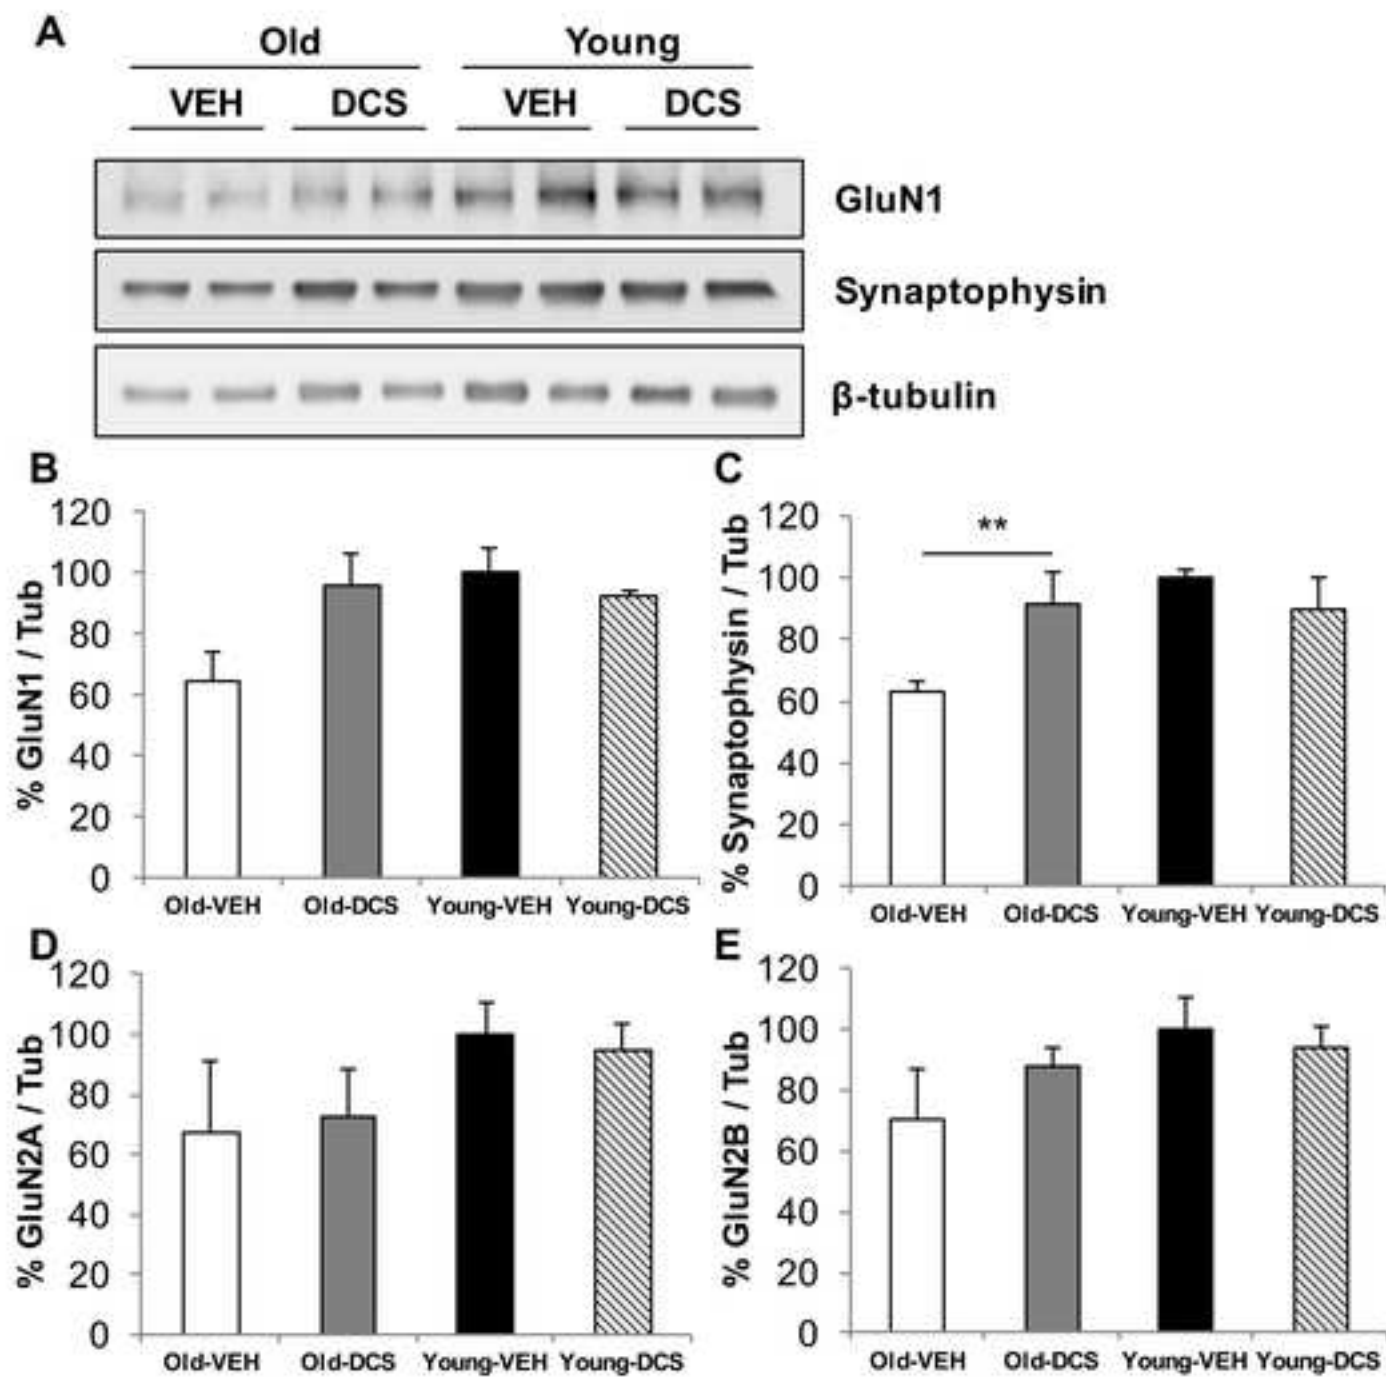 A
Old Young
VEH DCS VEH DCS
GluN1
Synaptophysin
β-tubulin
B
% GluN1 / Tub
120
100
80
60
40
20
0
Old-VEH Old-DCS Young-VEH Young-DCS
C
% Synaptophysin / Tub
120
100
80
60
40
20
0
**
Old-VEH Old-DCS Young-VEH Young-DCS
D
% GluN2A / Tub
120
100
80
60
40
20
0
Old-VEH Old-DCS Young-VEH Young-DCS
E
% GluN2B / Tub
120
100
80
60
40
20
0
Old-VEH Old-DCS Young-VEH Young-DCS